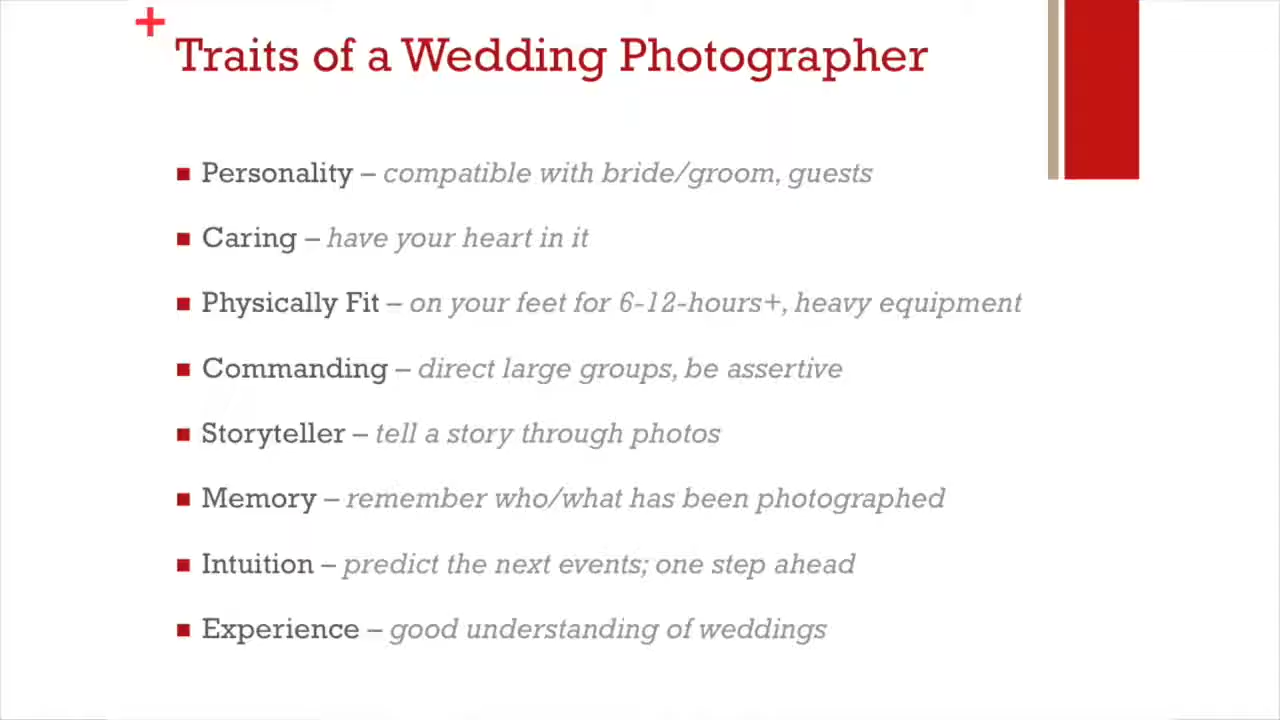 Traits of a Wedding Photographer
Personality – compatible with bride/groom, guests
Caring – have your heart in it
Physically Fit – on your feet for 6-12-hours+, heavy equipment
Commanding – direct large groups, be assertive
Storyteller – tell a story through photos
Memory – remember who/what has been photographed
Intuition – predict the next events; one step ahead
Experience – good understanding of weddings